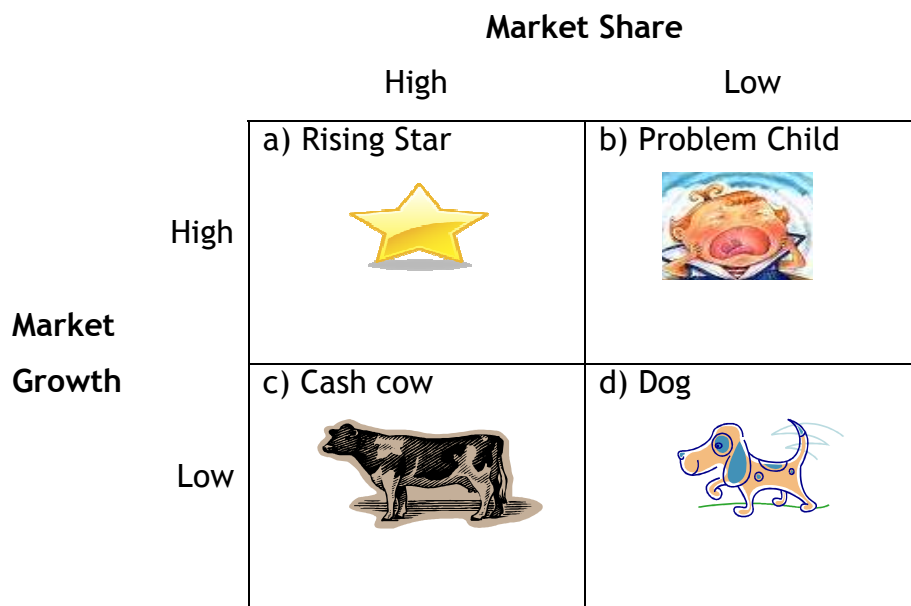 Market Share
High
Low
a) Rising Star
b) Problem Child
High
Market
Growth
c) Cash cow
d) Dog
Low